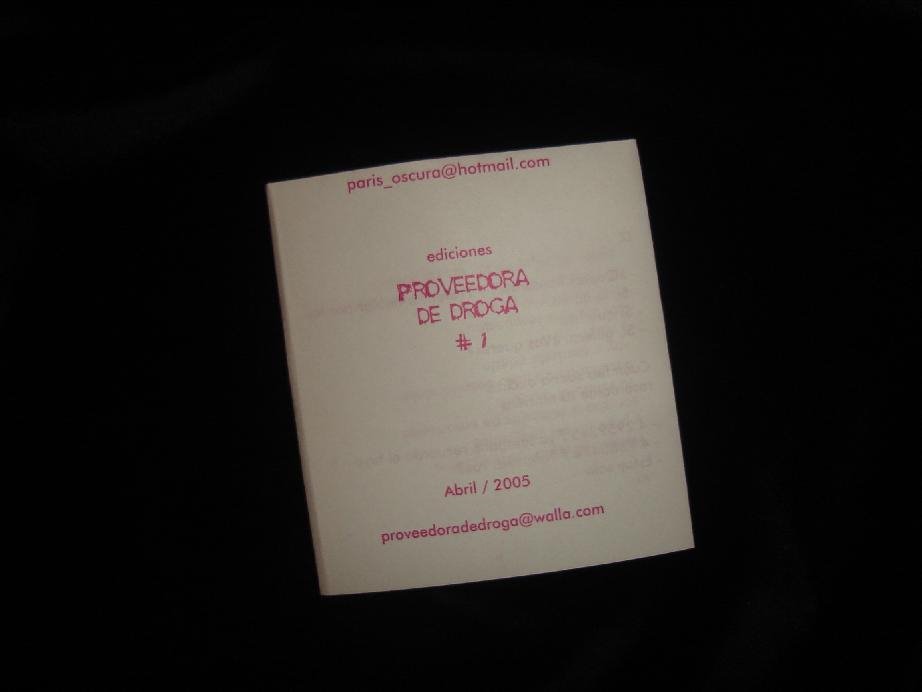 paris_oscura@hotmail.com
ediciones
PROVEEDORA
DE DROGA
# 1
Abril / 2005
proveedoradedroga@walla.com